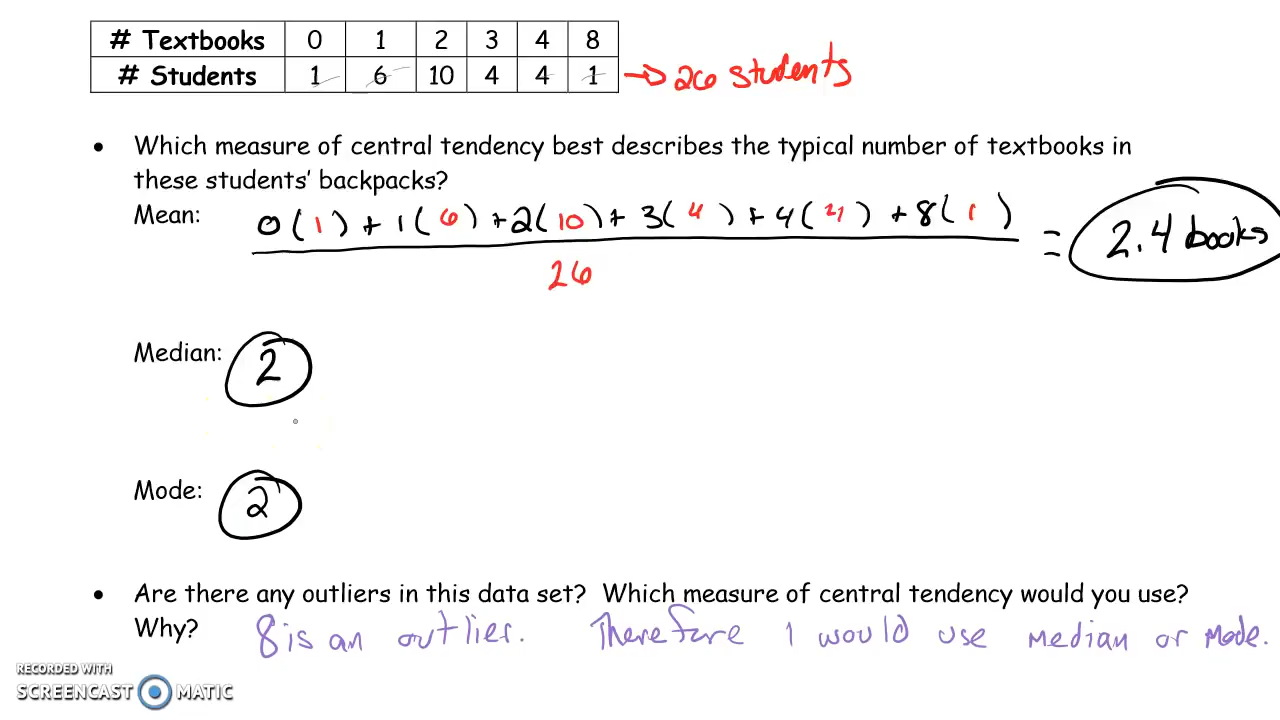 # Textbooks 0 1 2 3 4 8
# Students 1 6 10 4 4 1 → 26 students
• Which measure of central tendency best describes the typical number of textbooks in
these students' backpacks?
Mean: 0(1) + 1(6) + 2(10) + 3(4) + 4(4) + 8(1)
= 2.4 books
26
Median: 2
Mode: 2
• Are there any outliers in this data set? Which measure of central tendency would you use?
Why? 8 is an outlier. Therefore I would use median or mode.
RECORDED WITH
SCREENCAST MATIC